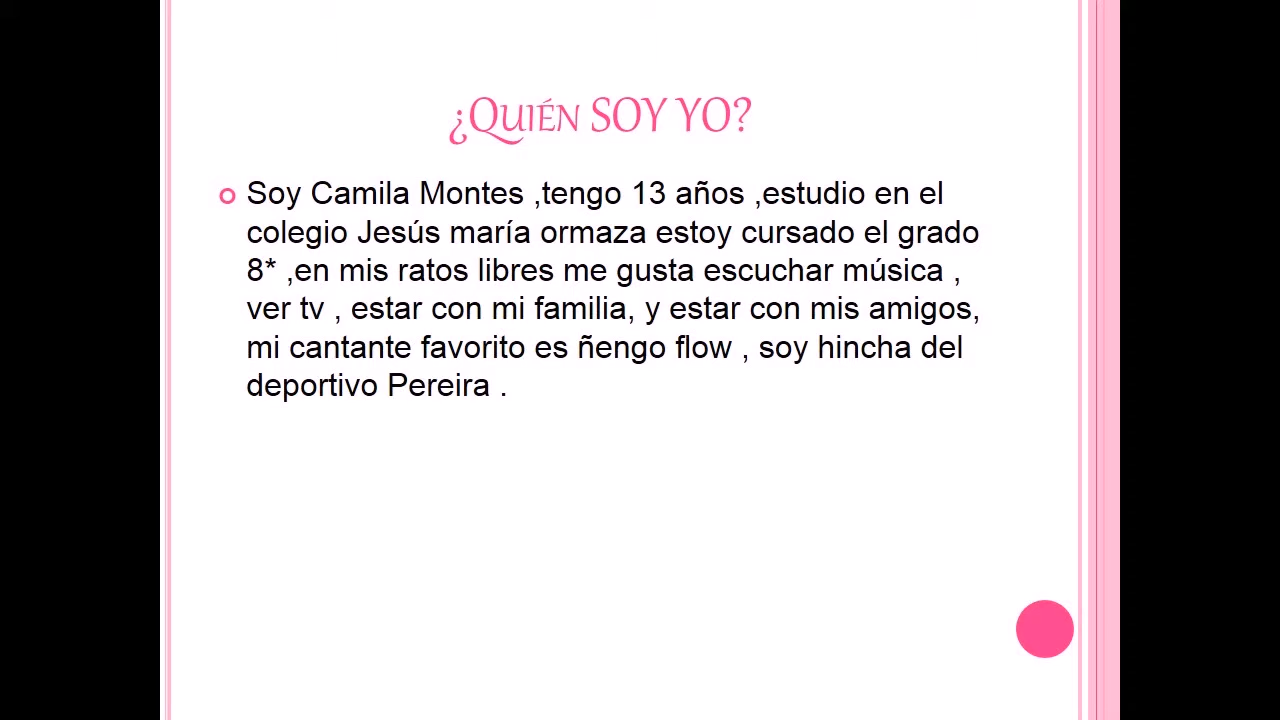 ¿QUIÉN SOY YO?
Soy Camila Montes ,tengo 13 años ,estudio en el
colegio Jesús maría ormaza estoy cursado el grado
8* ,en mis ratos libres me gusta escuchar música ,
ver tv , estar con mi familia, y estar con mis amigos,
mi cantante favorito es ñengo flow , soy hincha del
deportivo Pereira .